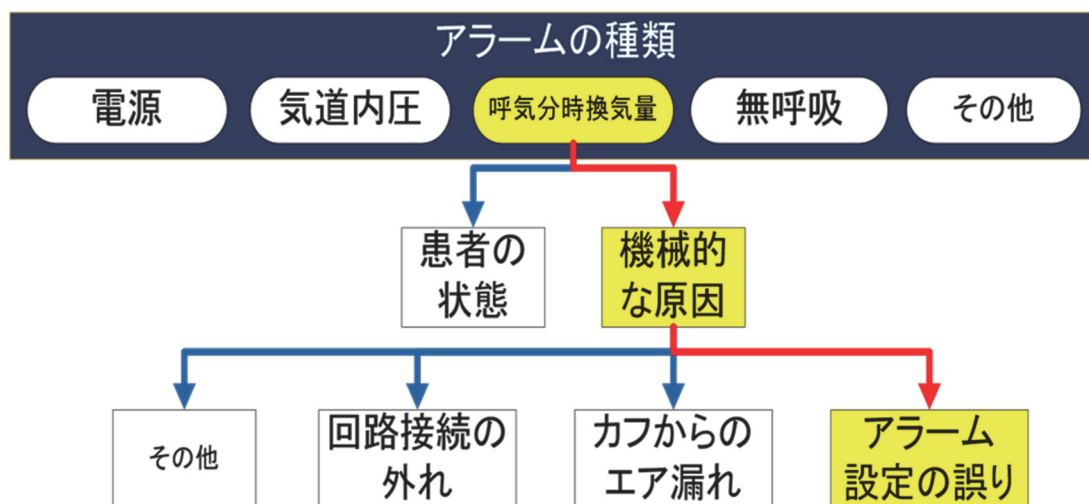 アラームの種類
電源
気道内圧
呼気分時換気量
無呼吸
その他
患者の
状態
機械的
な原因
その他
回路接続の
外れ
カフからの
エア漏れ
アラーム
設定の誤り